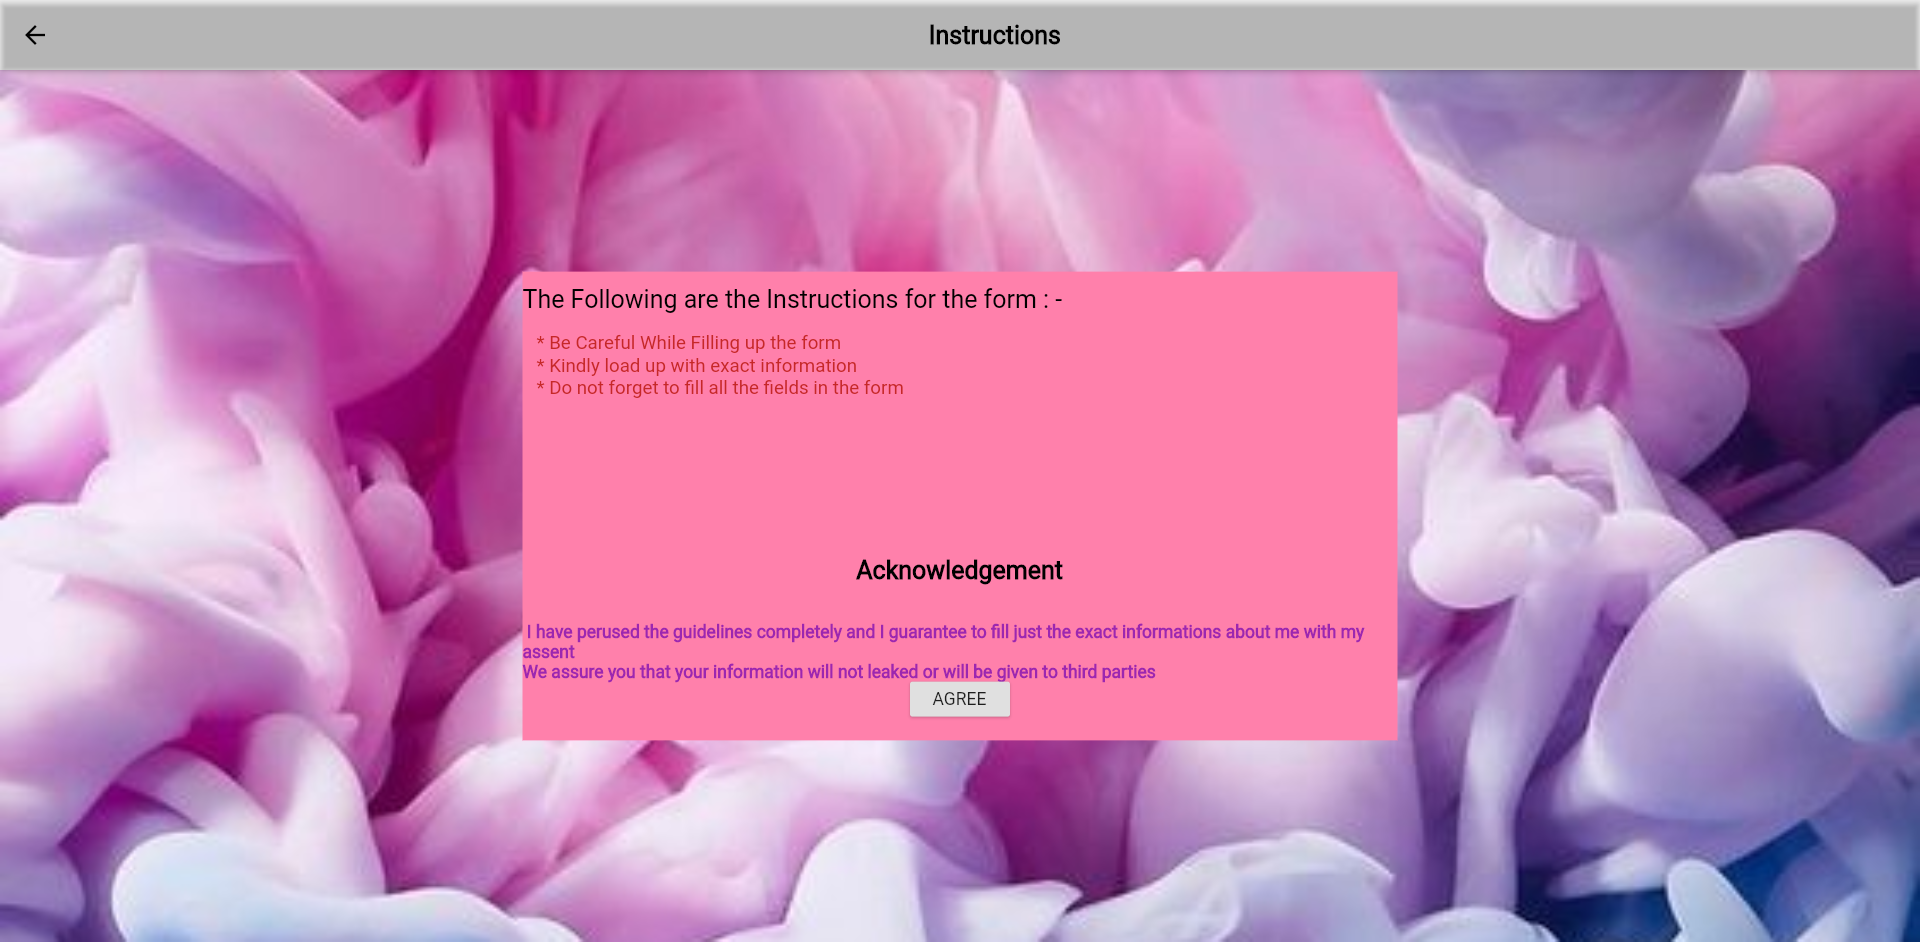 Instructions
The Following are the Instructions for the form : -
* Be Careful While Filling up the form
* Kindly load up with exact information
* Do not forget to fill all the fields in the form
Acknowledgement
I have perused the guidelines completely and I guarantee to fill just the exact informations about me with my
assent
We assure you that your information will not leaked or will be given to third parties
AGREE